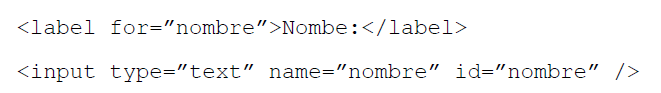 <label for=”nombre”>Nombe:</label>
<input type=”text” name=”nombre” id=”nombre” />